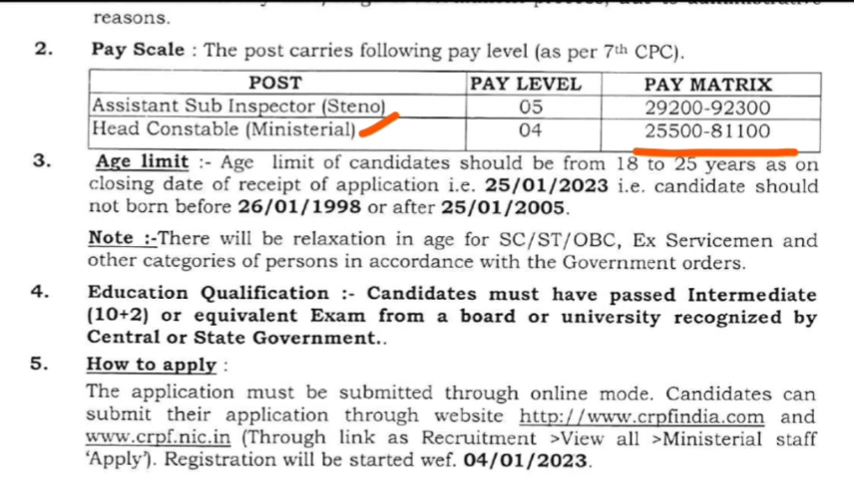 reasons.
2. Pay Scale : The post carries following pay level (as per 7th CPC).
POST PAY LEVEL PAY MATRIX
Assistant Sub Inspector (Steno) 05 29200-92300
Head Constable (Ministerial) 04 25500-81100
3. Age limit :- Age limit of candidates should be from 18 to 25 years as on
closing date of receipt of application i.e. 25/01/2023 i.e. candidate should
not born before 26/01/1998 or after 25/01/2005.
Note :-There will be relaxation in age for SC/ST/OBC, Ex Servicemen and
other categories of persons in accordance with the Government orders.
4. Education Qualification :- Candidates must have passed Intermediate
(10+2) or equivalent Exam from a board or university recognized by
Central or State Government..
5. How to apply :
The application must be submitted through online mode. Candidates can
submit their application through website http://www.crpfindia.com and
www.crpf.nic.in (Through link as Recruitment >View all >Ministerial staff
'Apply'). Registration will be started wef. 04/01/2023.